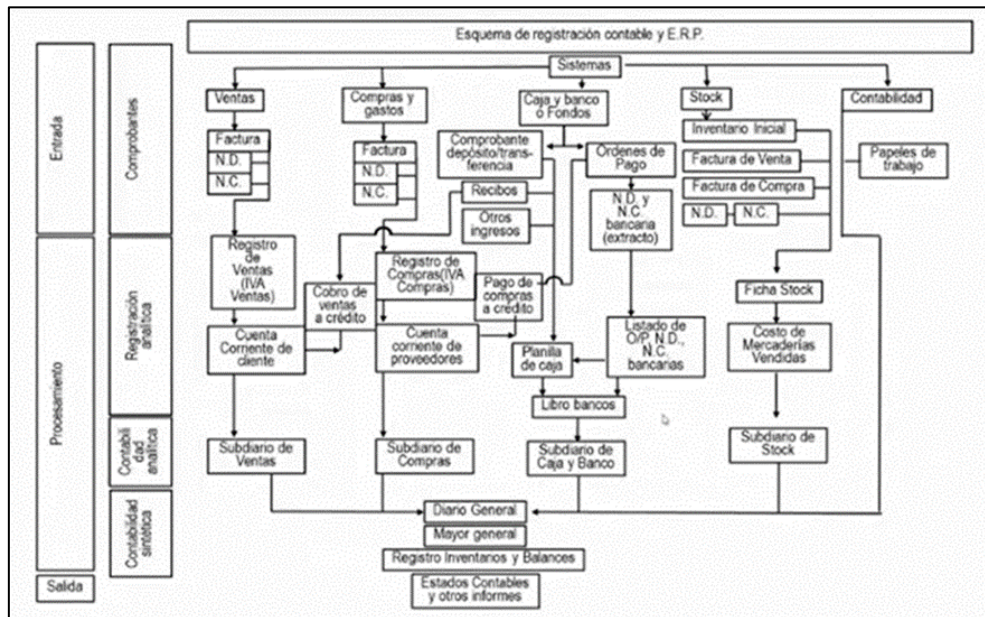 Esquema de registración contable y E.R.P.
Sistemas
Ventas
Compras y
gastos
Caja y banco
o Fondos
Stock
Contabilidad
Entrada
Comprobantes
Factura
N.D.
N.C.
Factura
N.D.
N.C.
Comprobante
depósito/trans-
ferencia
Recibos
Otros
ingresos
Ordenes de
Pago
N.D. y
N.C.
bancaria
(extracto)
Inventario Inicial
Factura de Venta
Factura de Compra
N.D.
N.C.
Papeles de
trabajo
Procesamiento
Registración
analítica
Registro
de
Ventas
(IVA
Ventas)
Cobro de
ventas
a crédito
Registro de
Compras(IVA
Compras)
Pago de
compras
a crédito
Ficha Stock
Cuenta
Corriente de
cliente
Cuenta
corriente de
proveedores
Planilla
de caja
Listado de
O/P, N.D.,
N.C.
bancarias
Costo de
Mercaderías
Vendidas
Libro bancos
Contabili
dad
analítica
Subdiario de
Ventas
Subdiario de
Compras
Subdiario de
Caja y Banco
Subdiario de
Stock
Contabilidad
sintética
Diario General
Mayor general
Registro Inventarios y Balances
Salida
Estados Contables
y otros informes